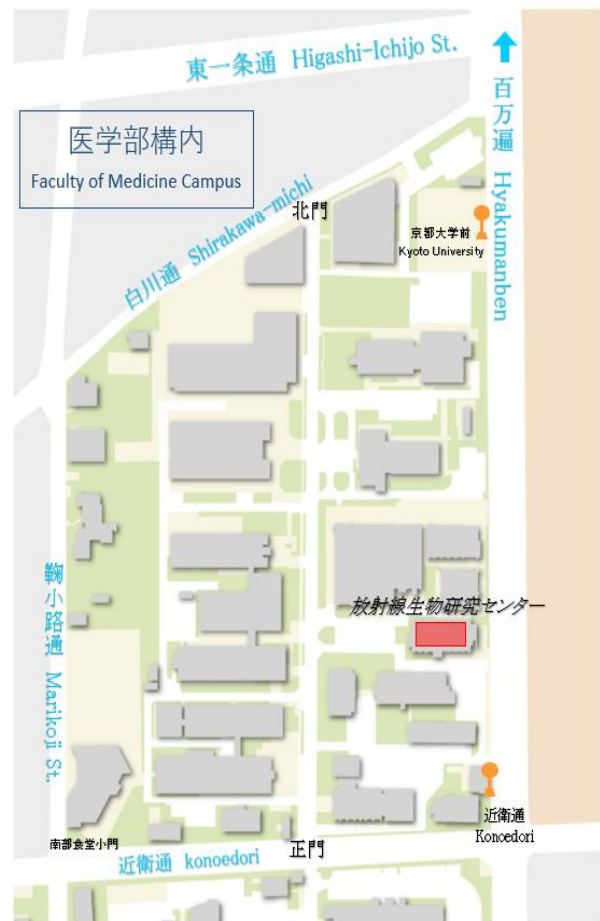 東一条通 Higashi-Ichijo St.
医学部構内
Faculty of Medicine Campus
百万遍 Hyakumanben
白川通 Shirakawa-michi
北門
京都大学前
Kyoto University
鞠小路通 Marikoji St.
放射線生物研究センター
南部食堂小門
近衛通 konoedori
正門
近衛通
Konoedori